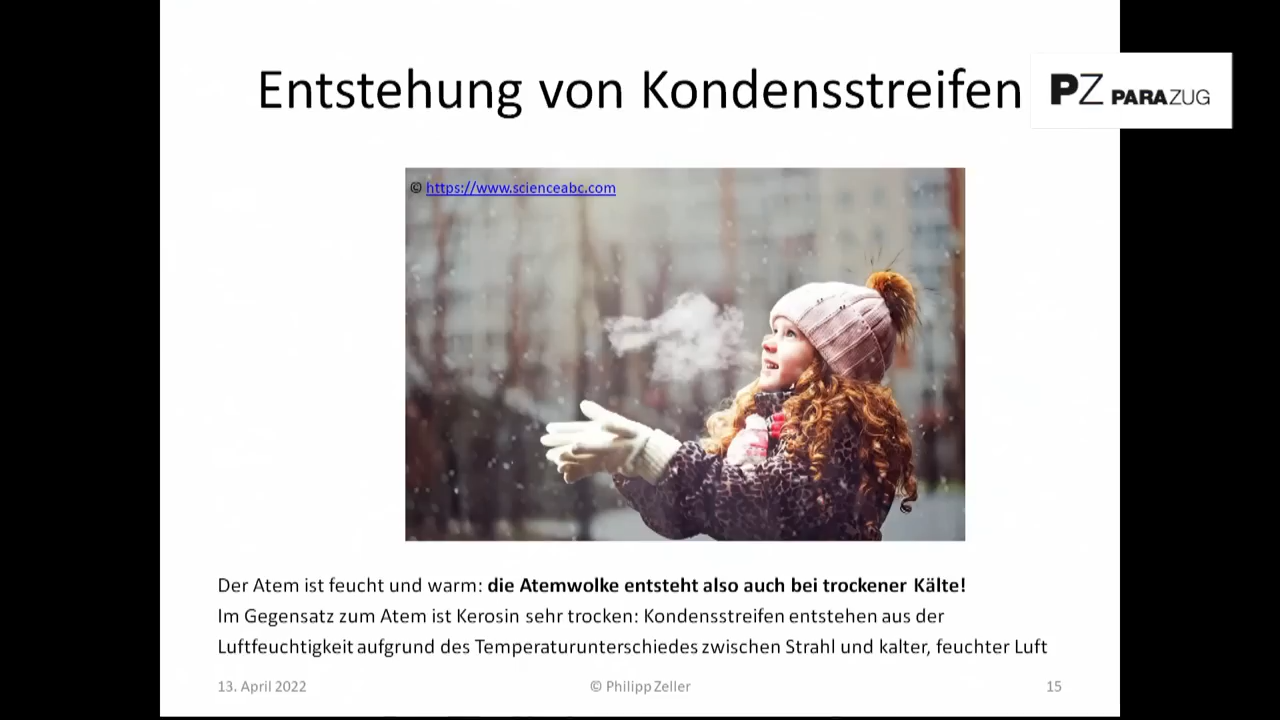 Entstehung von Kondensstreifen
PZ PARAZUG
© https://www.scienceabc.com
Der Atem ist feucht und warm: die Atemwolke entsteht also auch bei trockener Kälte!
Im Gegensatz zum Atem ist Kerosin sehr trocken: Kondensstreifen entstehen aus der
Luftfeuchtigkeit aufgrund des Temperaturunterschiedes zwischen Strahl und kalter, feuchter Luft
13. April 2022
© Philipp Zeller
15